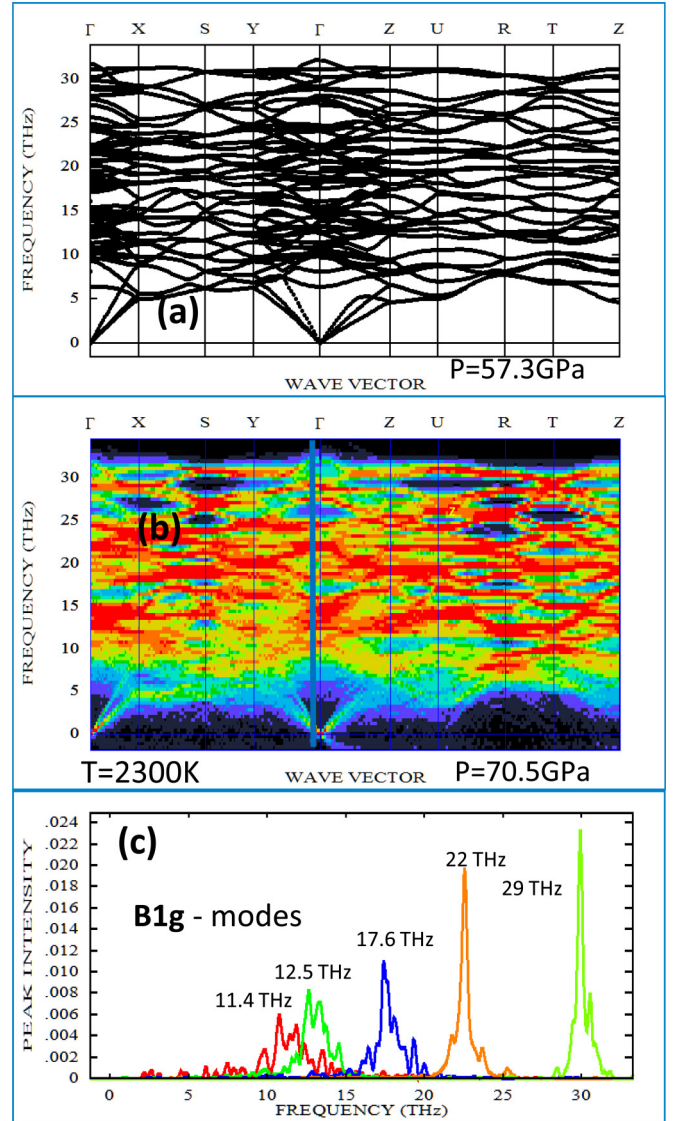 Γ X S Y Γ Z U R T Z
FREQUENCY (THz)
30
25
20
15
10
5
0
(a)
WAVE VECTOR
P=57.3GPa
Γ X S Y Γ Z U R T Z
FREQUENCY (THz)
30
25
20
15
10
5
0
(b)
Z
T=2300K
WAVE VECTOR
P=70.5GPa
PEAK INTENSITY
.024
.022
.020
.018
.016
.014
.012
.010
.008
.006
.004
.002
0
(c)
B1g - modes
11.4 THz
12.5 THz
17.6 THz
22 THz
29 THz
0 5 10 15 20 25 30
FREQUENCY (THz)